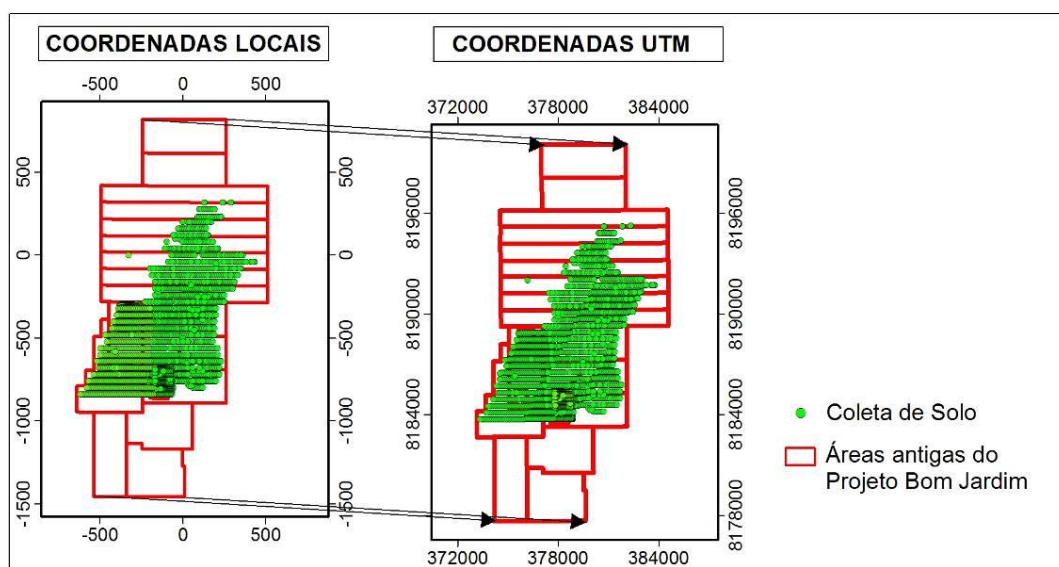 COORDENADAS LOCAIS
COORDENADAS UTM
-500 0 500
372000 378000 384000
500
0
-500
-1000
-1500
500
0
-500
-1000
-1500
8196000
8190000
8184000
8178000
8196000
8190000
8184000
8178000
-500 0 500
372000 378000 384000
Coleta de Solo
Áreas antigas do
Projeto Bom Jardim